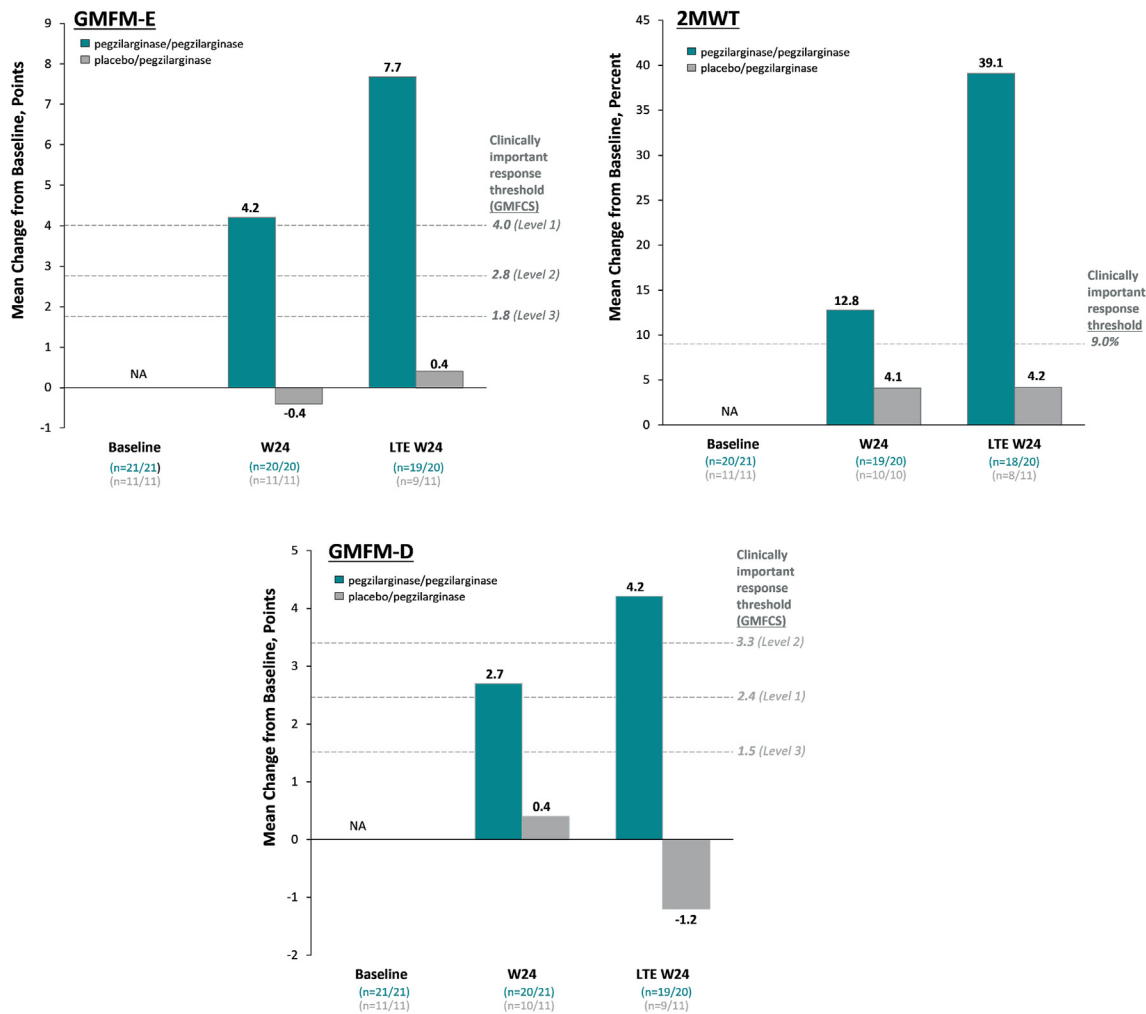 GMFM-E
pegzilarginase/pegzilarginase
placebo/pegzilarginase
Mean Change from Baseline, Points
9
8
7
6
5
4
3
2
1
0
-1
NA
4.2
-0.4
7.7
0.4
Clinically
important
response
threshold
(GMFCS)
4.0 (Level 1)
2.8 (Level 2)
1.8 (Level 3)
Baseline
(n=21/21)
(n=11/11)
W24
(n=20/20)
(n=11/11)
LTE W24
(n=19/20)
(n=9/11)
2MWT
pegzilarginase/pegzilarginase
placebo/pegzilarginase
Mean Change from Baseline, Percent
45
40
35
30
25
20
15
10
5
0
NA
12.8
4.1
39.1
4.2
Clinically
important
response
threshold
9.0%
Baseline
(n=20/21)
(n=11/11)
W24
(n=19/20)
(n=10/10)
LTE W24
(n=18/20)
(n=8/11)
GMFM-D
pegzilarginase/pegzilarginase
placebo/pegzilarginase
Mean Change from Baseline, Points
5
4
3
2
1
0
-1
-2
NA
2.7
0.4
4.2
-1.2
Clinically
important
response
threshold
(GMFCS)
3.3 (Level 2)
2.4 (Level 1)
1.5 (Level 3)
Baseline
(n=21/21)
(n=11/11)
W24
(n=20/21)
(n=10/11)
LTE W24
(n=19/20)
(n=9/11)